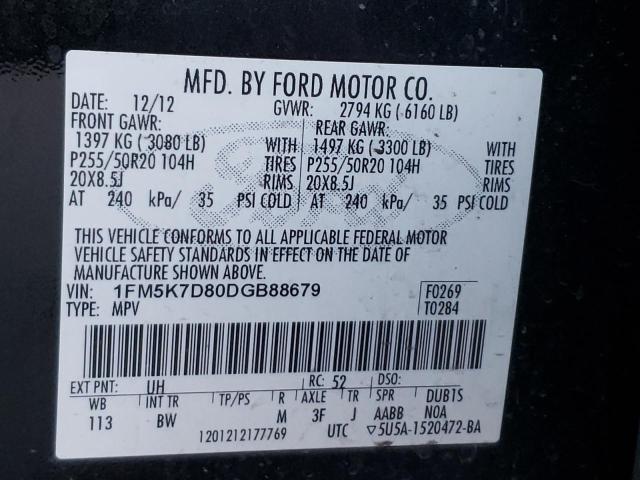 MFD. BY FORD MOTOR CO.
DATE: 12/12 GVWR: 2794 KG ( 6160 LB)
FRONT GAWR: REAR GAWR:
1397 KG ( 3080 LB) WITH 1497 KG ( 3300 LB) WITH
P255/50R20 104H TIRES P255/50R20 104H TIRES
20X8.5J RIMS 20X8.5J RIMS
AT 240 kPa/ 35 PSI COLD AT 240 kPa/ 35 PSI COLD
THIS VEHICLE CONFORMS TO ALL APPLICABLE FEDERAL MOTOR
VEHICLE SAFETY STANDARDS IN EFFECT ON THE DATE OF
MANUFACTURE SHOWN ABOVE.
VIN: 1FM5K7D80DGB88679 F0269
TYPE: MPV T0284
EXT PNT: UH RC: 52 DSO:
WB INT TR TP/PS R AXLE TR SPR DUB1S
113 BW M 3F J AABB N0A
1201212177769 UTC ▽5U5A-1520472-BA